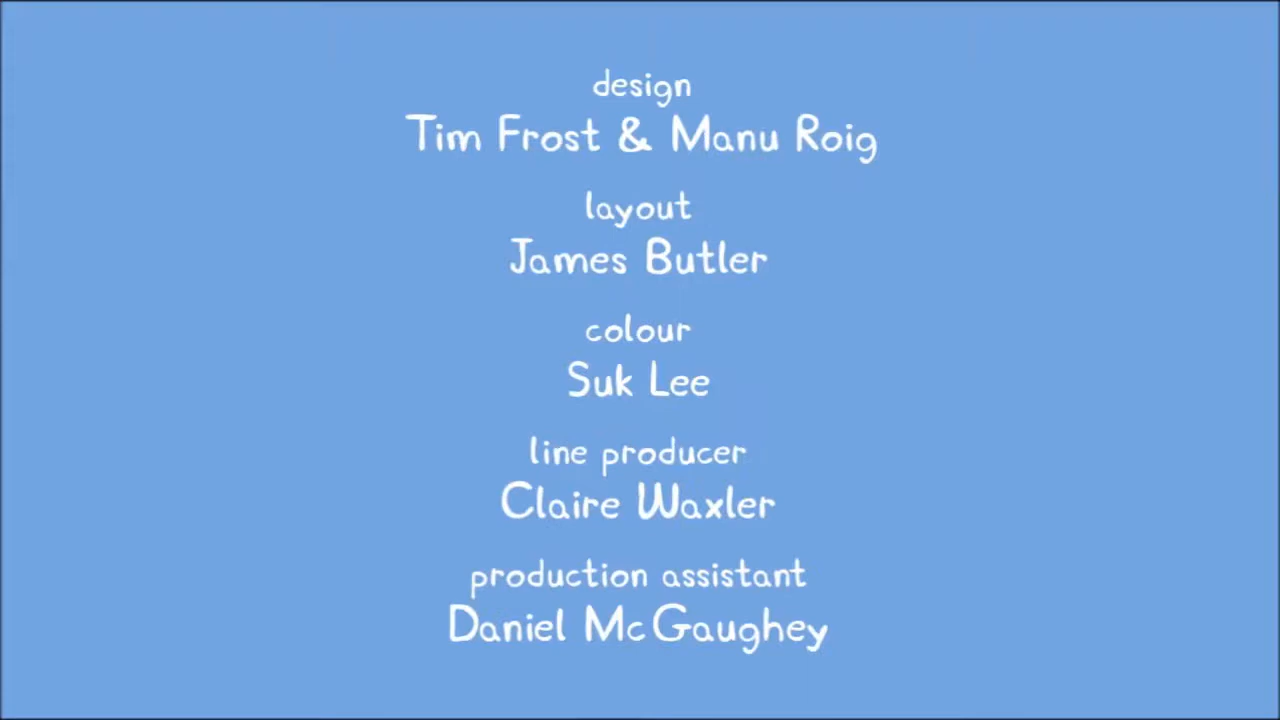 design
Tim Frost & Manu Roig
layout
James Butler
colour
Suk Lee
line producer
Claire Waxler
production assistant
Daniel McGaughey